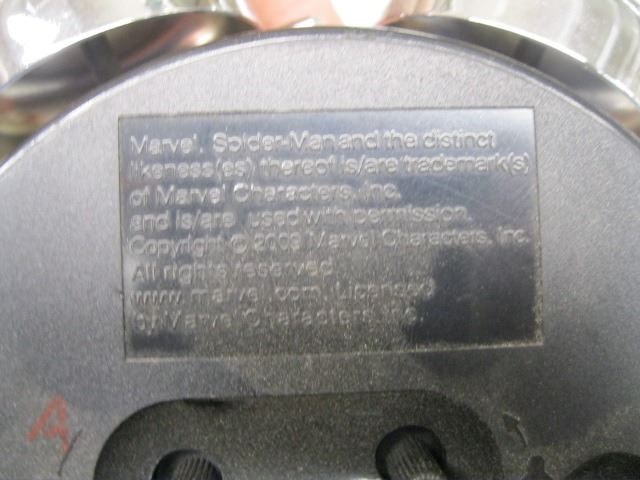 Marvel, Spider-Man and the distinct
likeness(es) thereof is/are trademark(s)
of Marvel Characters, Inc.
and is/are used with permission.
Copyright © 2009 Marvel Characters, Inc.
All rights reserved.
www.marvel.com. Licensed
by Marvel Characters, Inc.